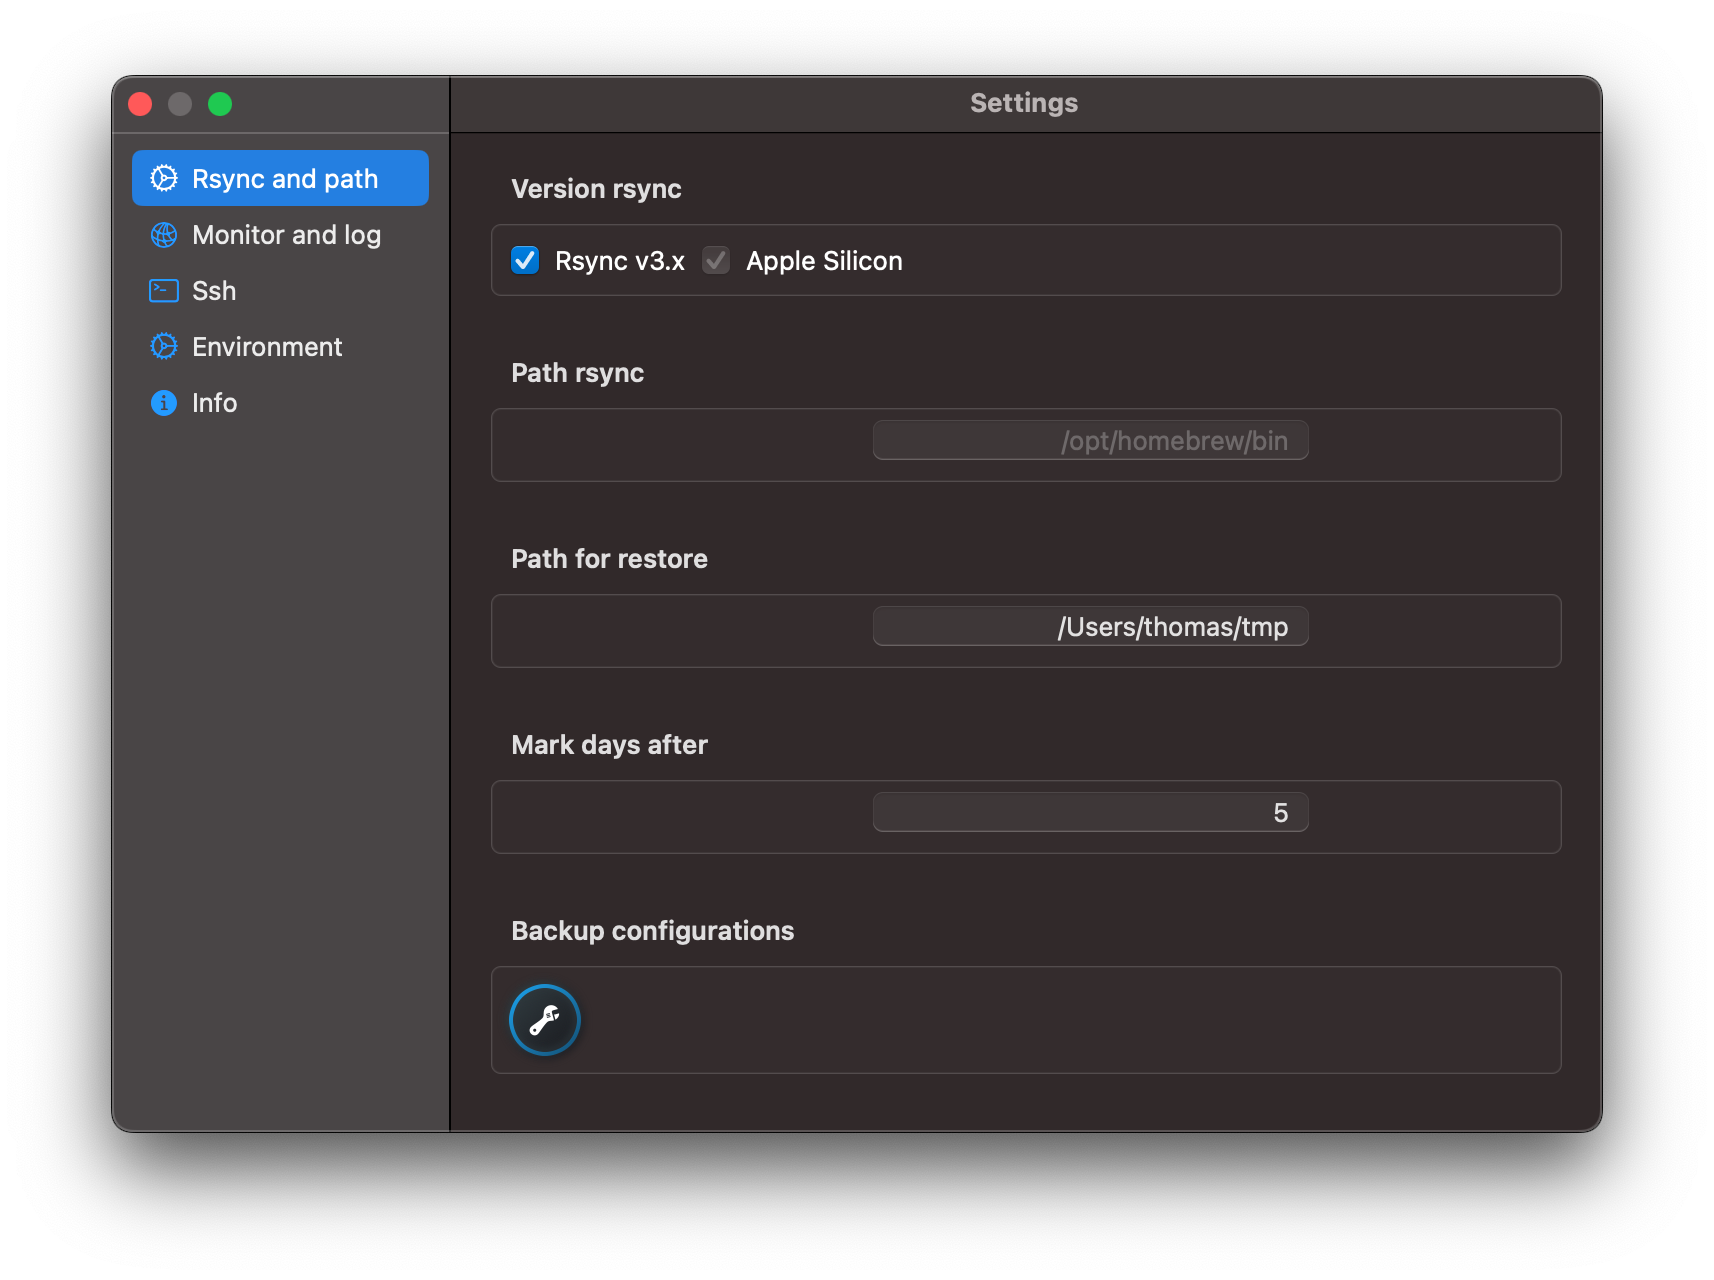 Settings
Rsync and path
Monitor and log
Ssh
Environment
Info
Version rsync
Rsync v3.x Apple Silicon
Path rsync
/opt/homebrew/bin
Path for restore
/Users/thomas/tmp
Mark days after
5
Backup configurations